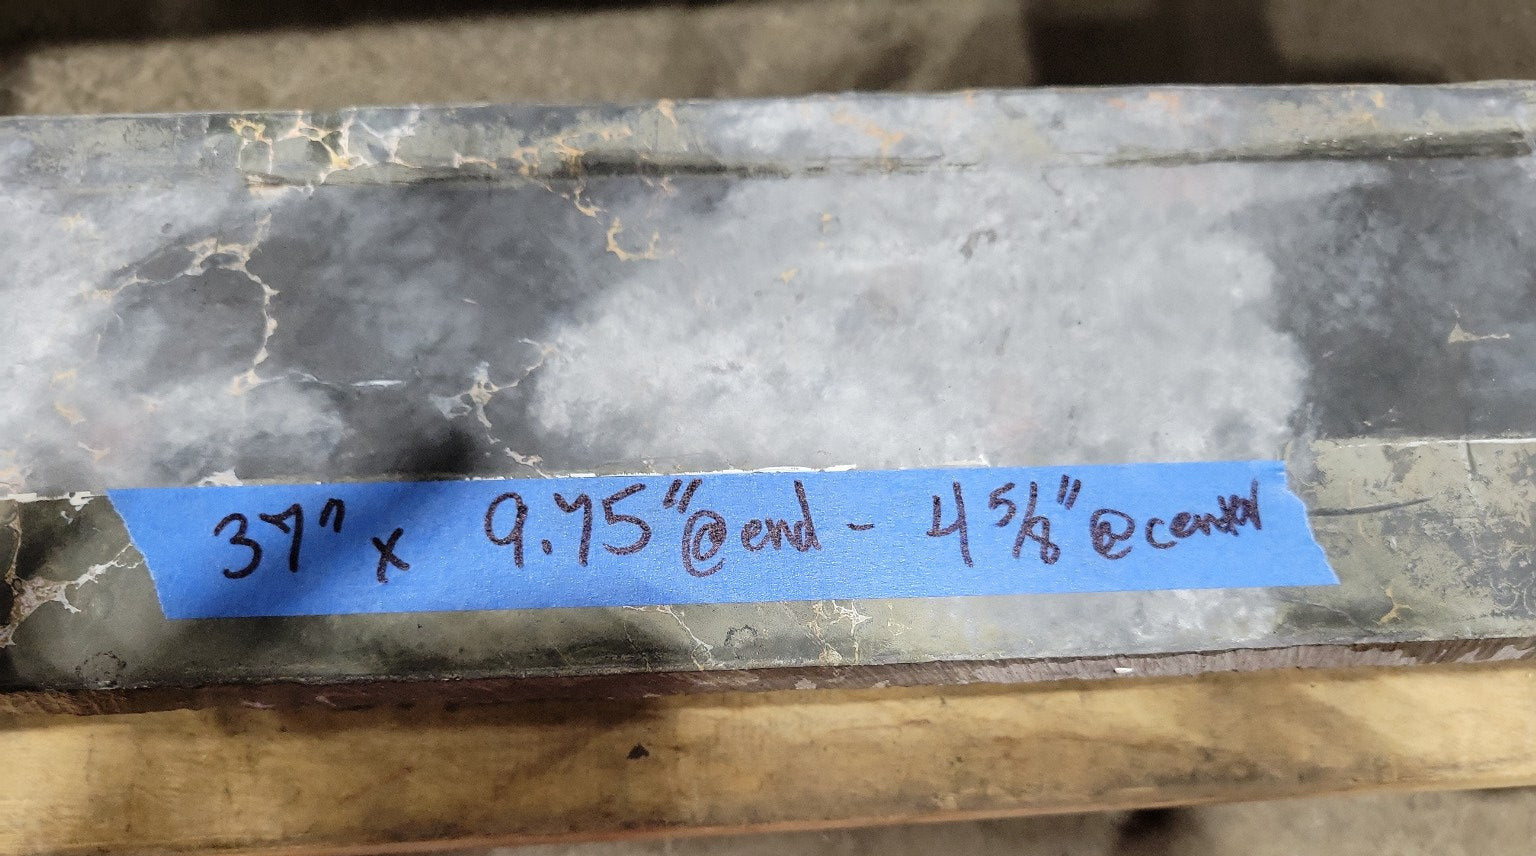 37" x 9.75" @ end - 4 5/8" @ center